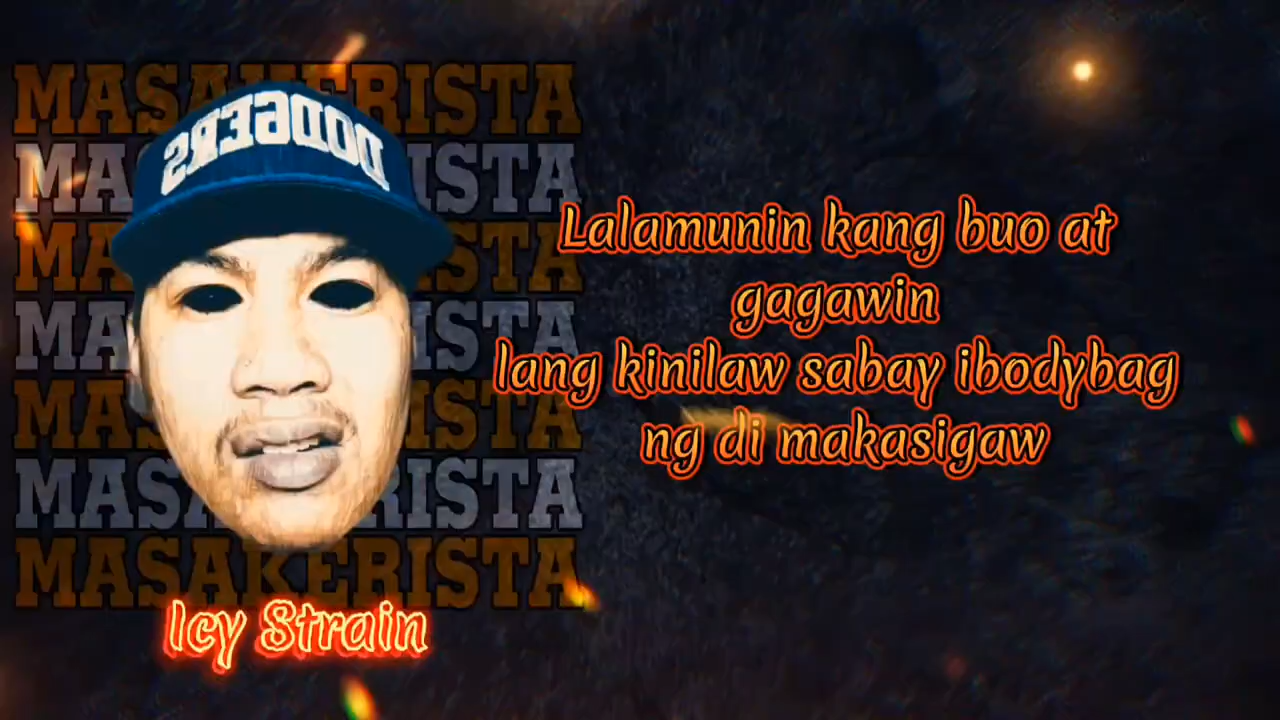 MASAKERISTA
MASAKERISTA
MASAKERISTA
MASAKERISTA
MASAKERISTA
MASAKERISTA
MASAKERISTA
DODGERS
Lalamunin kang buo at
gagawin
lang kinilaw sabay ibodybag
ng di makasigaw
Icy Strain